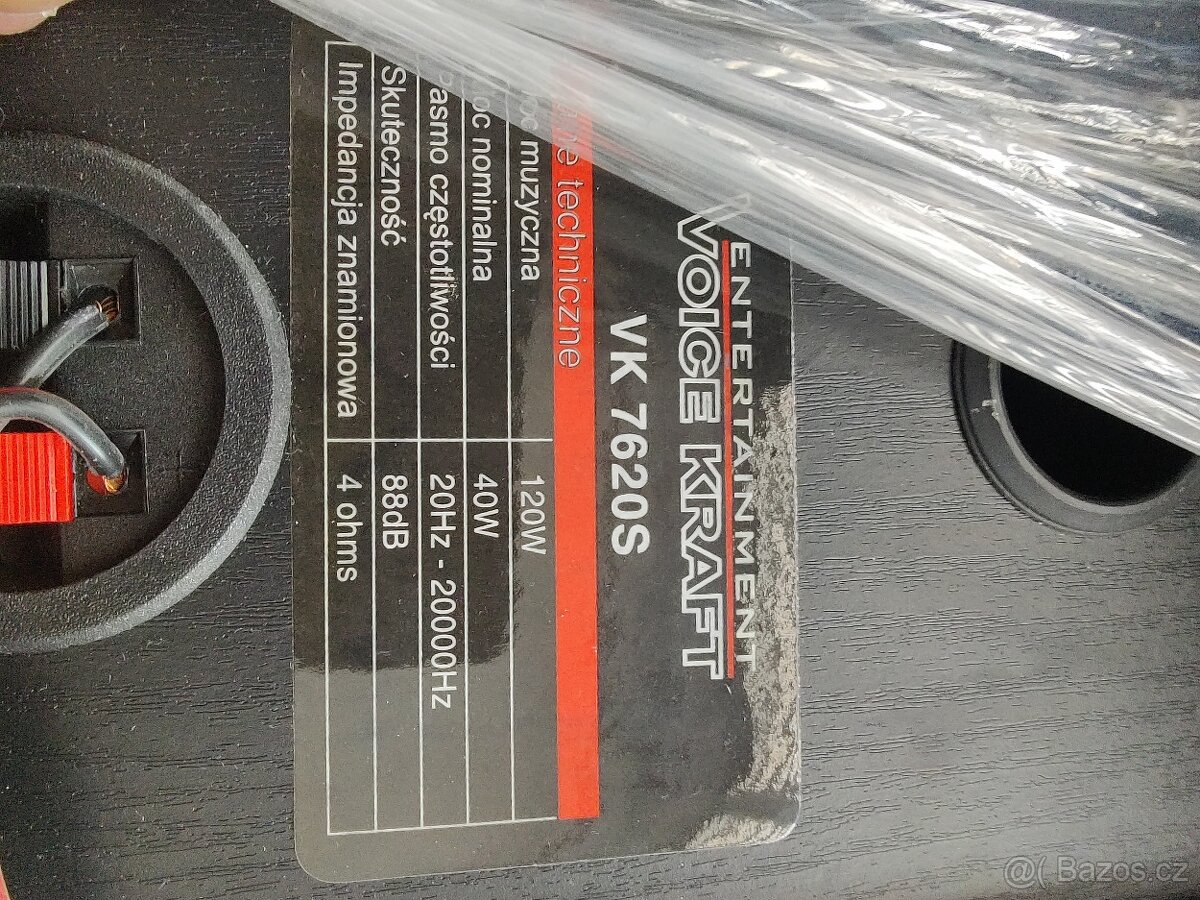 ENTERTAINMENT
VOICE KRAFT
VK 7620S
techniczne
muzyczna 120W
nominalna 40W
częstotliwości 20Hz - 20000Hz
Skuteczność 88dB
Impedancja znamionowa 4 ohms
@( Bazos.cz